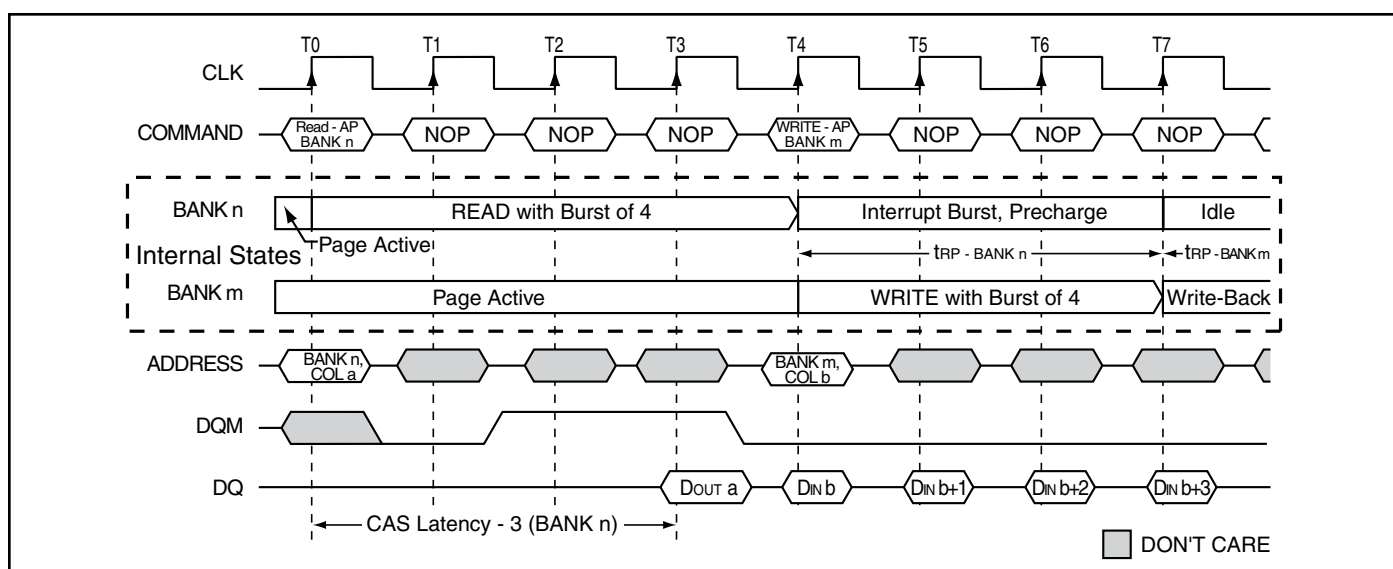 T0 T1 T2 T3 T4 T5 T6 T7
CLK
COMMAND Read - AP BANK n NOP NOP NOP WRITE - AP BANK m NOP NOP NOP
BANK n READ with Burst of 4 Interrupt Burst, Precharge Idle
Page Active tRP - BANK n tRP - BANK m
Internal States
BANK m Page Active WRITE with Burst of 4 Write-Back
ADDRESS BANK n, COL a BANK m, COL b
DQM
DQ DOUT a DIN b DIN b+1 DIN b+2 DIN b+3
CAS Latency - 3 (BANK n)
DON'T CARE